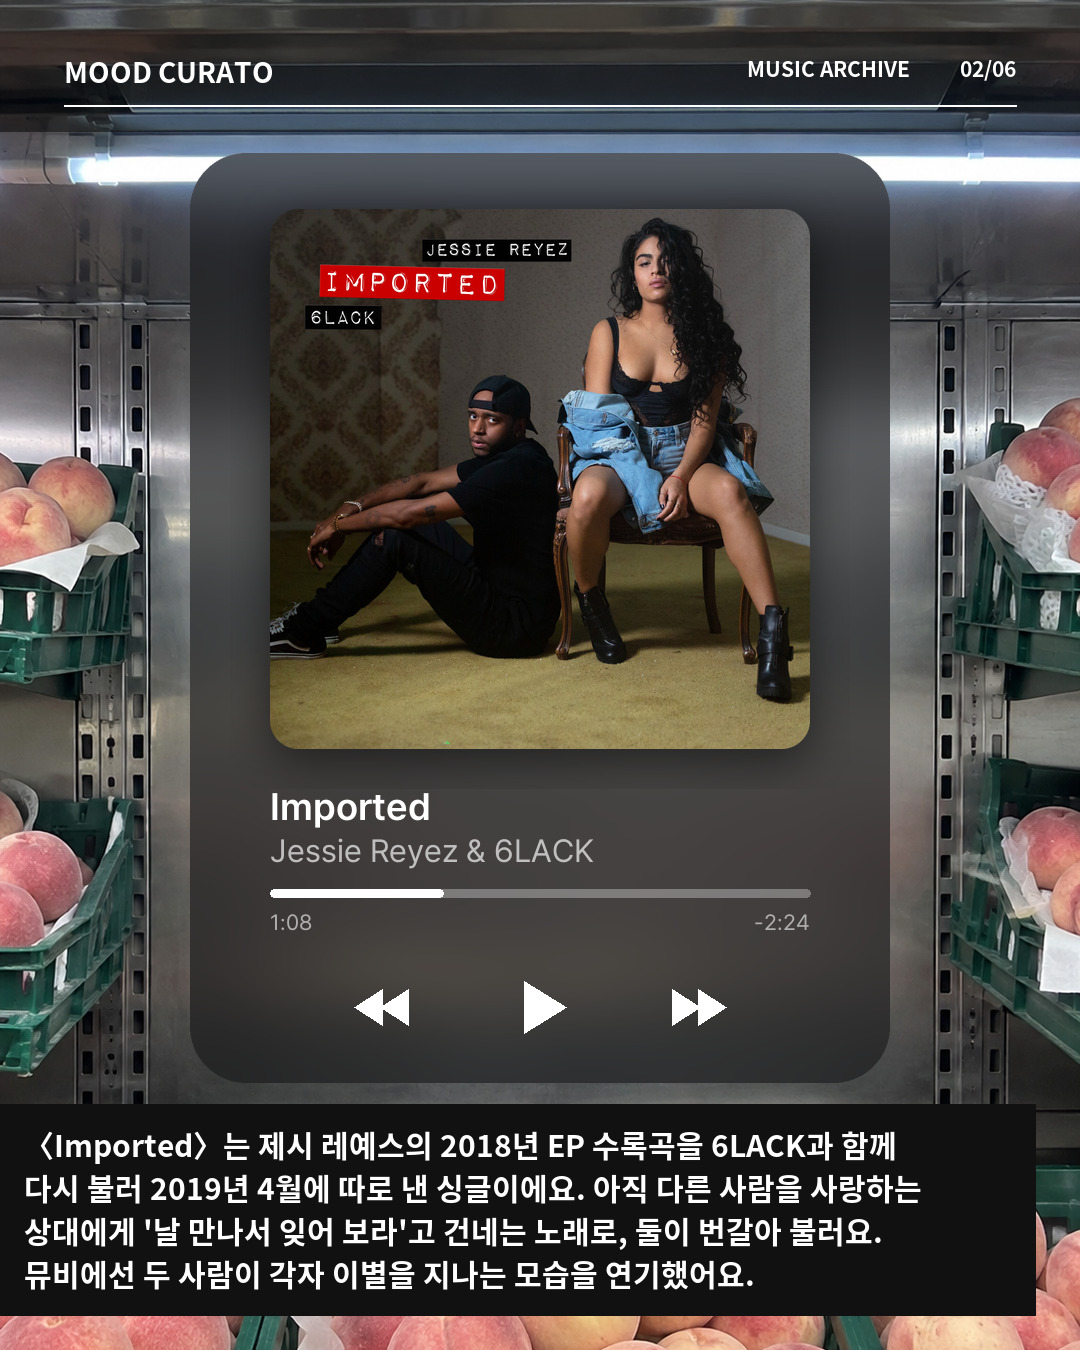 MOOD CURATO
MUSIC ARCHIVE 02/06
JESSIE REYEZ
IMPORTED
6LACK
Imported
Jessie Reyez & 6LACK
1:08 -2:24
〈Imported〉는 제시 레예스의 2018년 EP 수록곡을 6LACK과 함께
다시 불러 2019년 4월에 따로 낸 싱글이에요. 아직 다른 사람을 사랑하는
상대에게 '날 만나서 잊어 보라'고 건네는 노래로, 둘이 번갈아 불러요.
뮤비에선 두 사람이 각자 이별을 지나는 모습을 연기했어요.